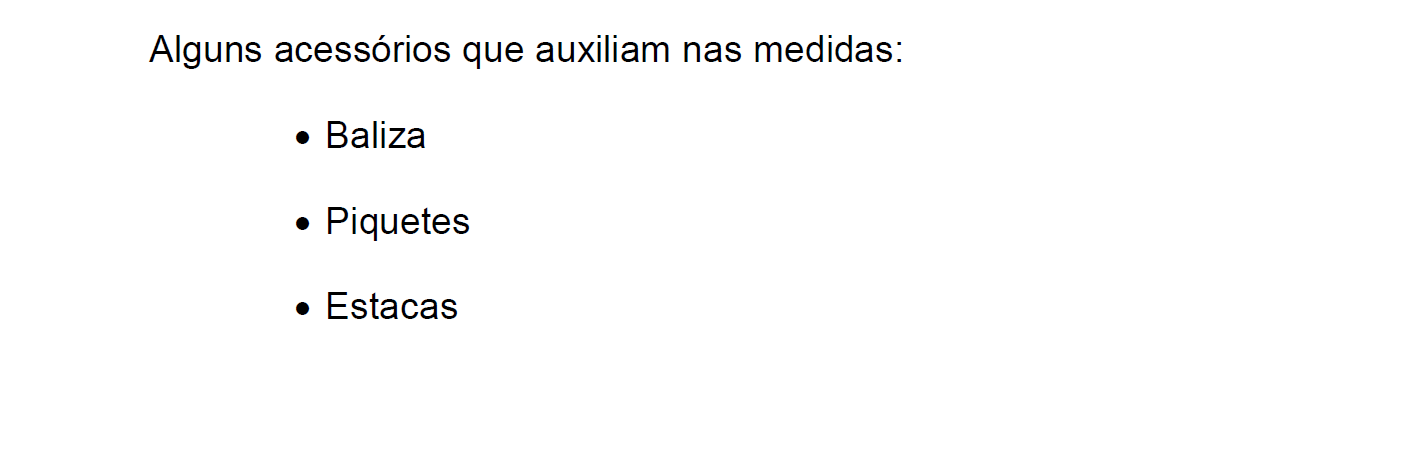 Alguns acessórios que auxiliam nas medidas:
• Baliza
• Piquetes
• Estacas